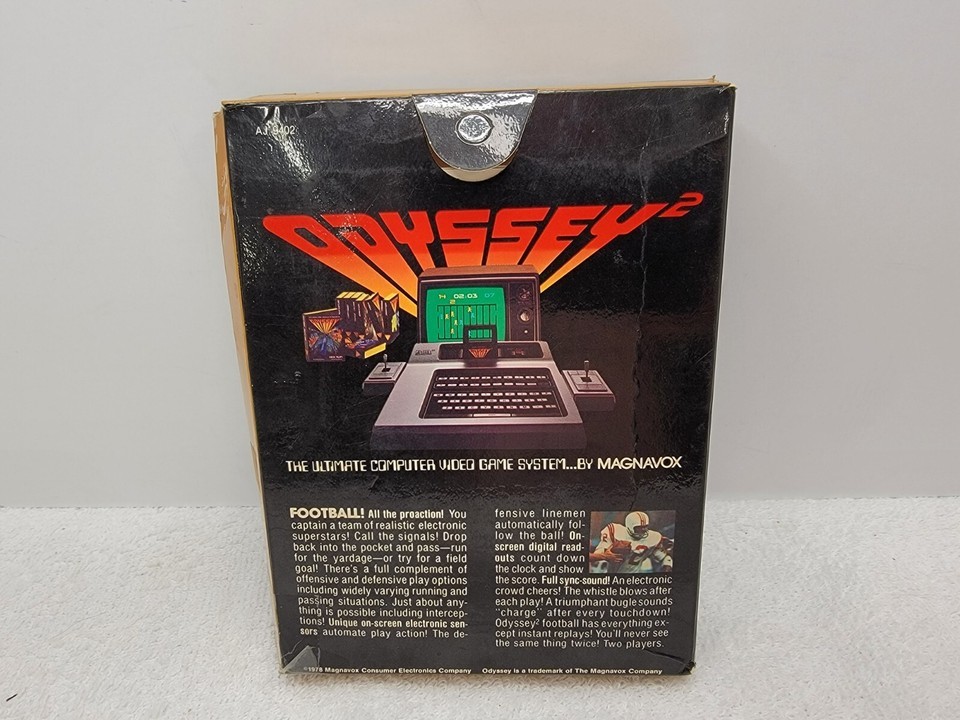 AJ 9402
ODYSSEY²
14 02:03 07
THE ULTIMATE COMPUTER VIDEO GAME SYSTEM...BY MAGNAVOX
FOOTBALL! All the proaction! You
captain a team of realistic electronic
superstars! Call the signals! Drop
back into the pocket and pass—run
for the yardage—or try for a field
goal! There's a full complement of
offensive and defensive play options
including widely varying running and
passing situations. Just about any-
thing is possible including intercep-
tions! Unique on-screen electronic sen-
sors automate play action! The de-
fensive linemen
automatically fol-
low the ball! On-
screen digital read-
outs count down
the clock and show
the score. Full sync-sound! An electronic
crowd cheers! The whistle blows after
each play! A triumphant bugle sounds
"charge" after every touchdown!
Odyssey² football has everything ex-
cept instant replays! You'll never see
the same thing twice! Two players.
©1978 Magnavox Consumer Electronics Company Odyssey is a trademark of The Magnavox Company